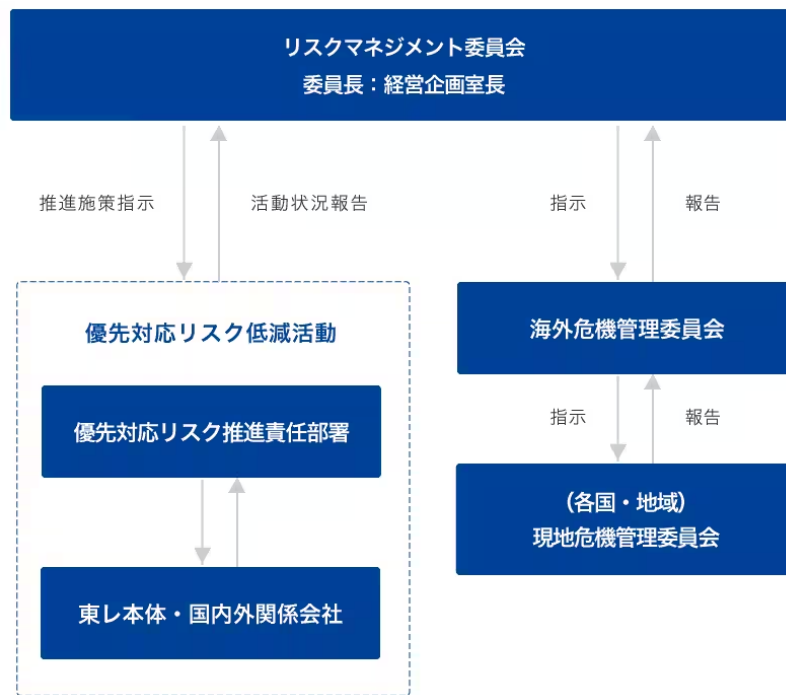 リスクマネジメント委員会
委員長：経営企画室長
推進施策指示
活動状況報告
指示
報告
優先対応リスク低減活動
海外危機管理委員会
優先対応リスク推進責任部署
指示
報告
（各国・地域）
現地危機管理委員会
東レ本体・国内外関係会社